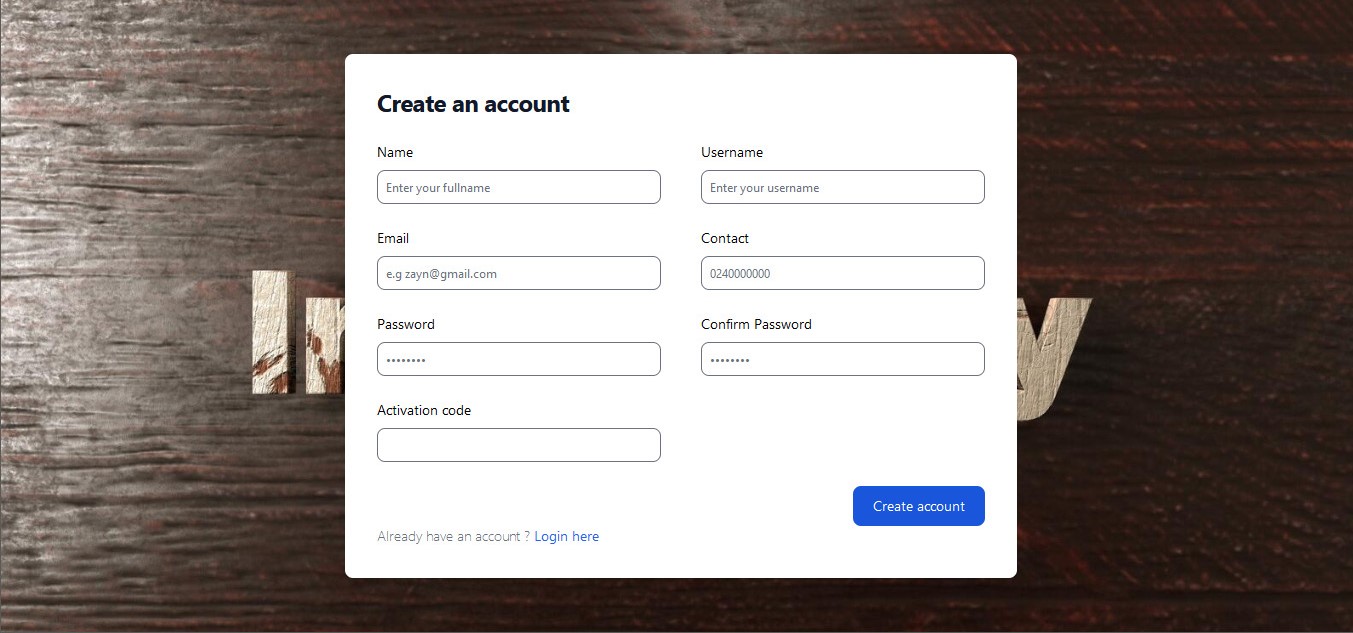 Create an account
Name Username
Enter your fullname Enter your username
Email Contact
e.g zayn@gmail.com 0240000000
Password Confirm Password
•••••••• ••••••••
Activation code
Create account
Already have an account ? Login here